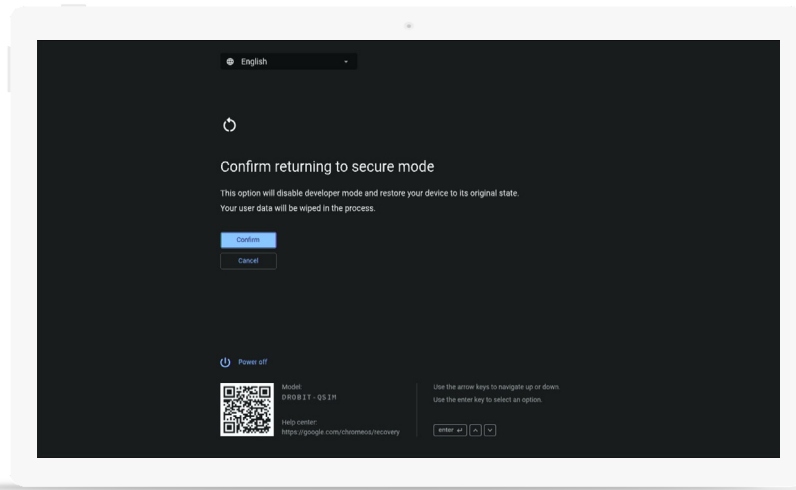 English
Confirm returning to secure mode
This option will disable developer mode and restore your device to its original state.
Your user data will be wiped in the process.
Confirm
Cancel
Power off
Model:
DROBIT-QSIM
Help center:
https://google.com/chromeos/recovery
Use the arrow keys to navigate up or down.
Use the enter key to select an option.
enter